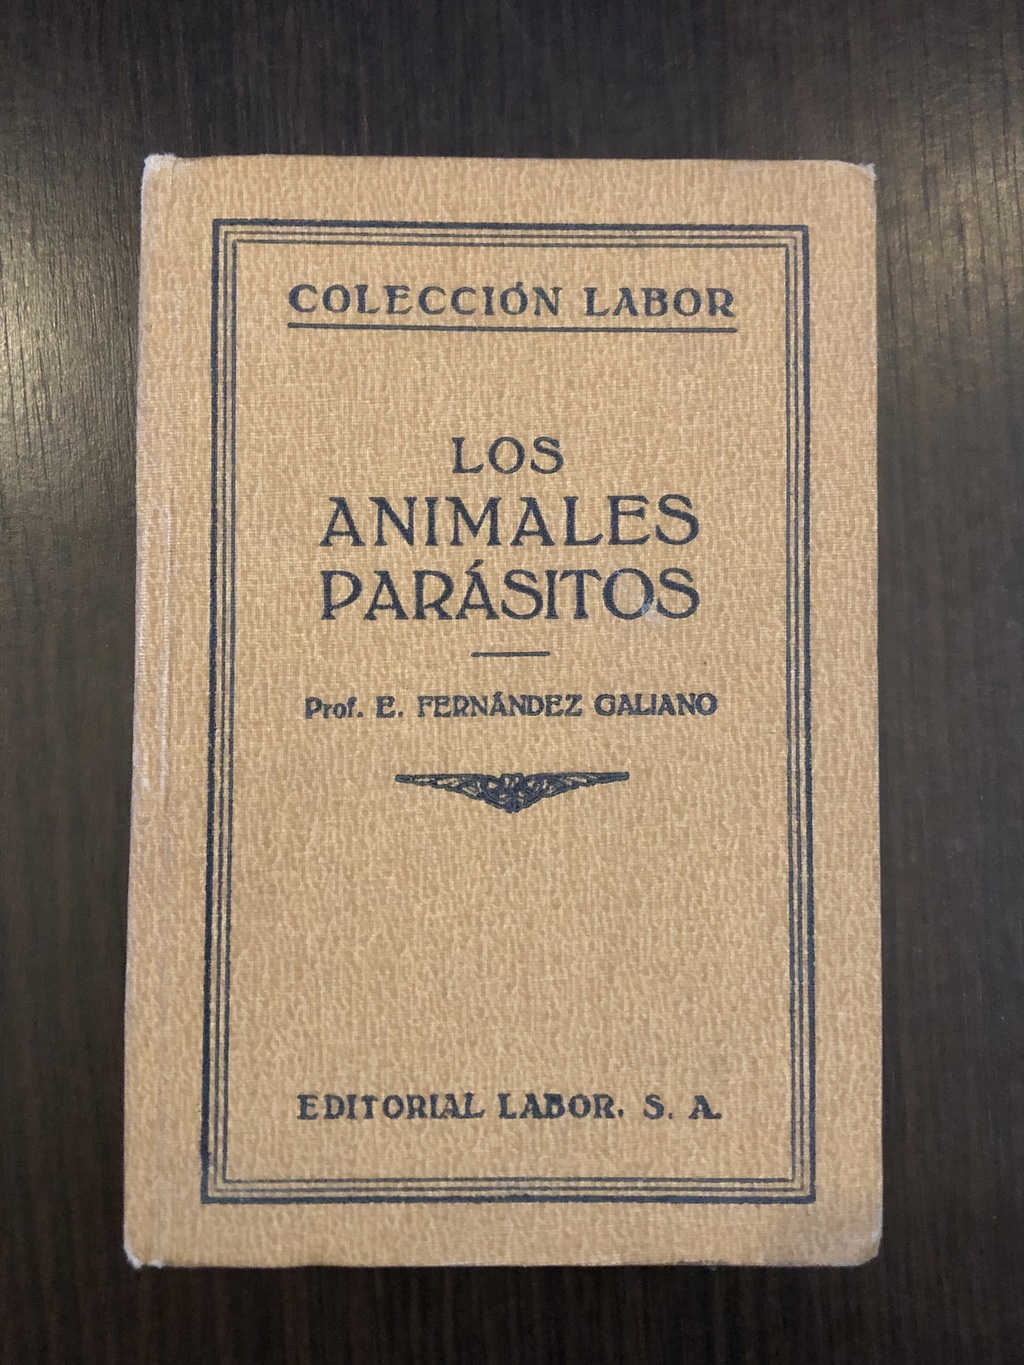 COLECCIÓN LABOR
LOS
ANIMALES
PARÁSITOS
Prof. E. FERNÁNDEZ GALIANO
EDITORIAL LABOR. S. A.